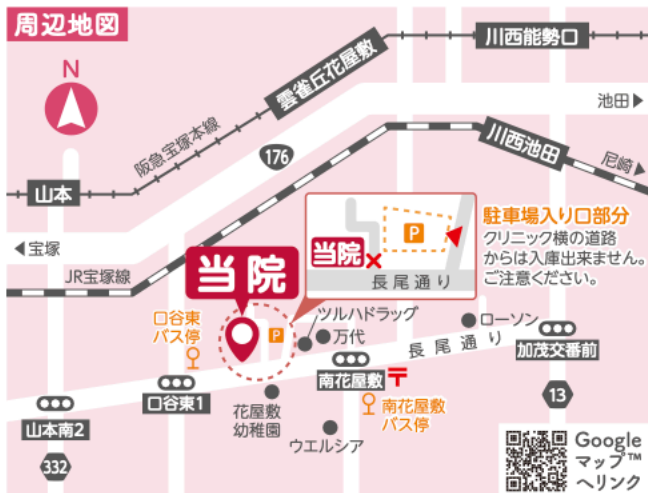 周辺地図
N
川西能勢口
雲雀丘花屋敷
池田
阪急宝塚本線
176
川西池田
尼崎
山本
宝塚
JR宝塚線
当院
P
当院
長尾通り
駐車場入り口部分
クリニック横の道路
からは入庫出来ません。
ご注意ください。
口谷東
バス停
P
ツルハドラッグ
万代
ローソン
長尾通り
加茂交番前
南花屋敷
口谷東1
花屋敷
幼稚園
南花屋敷
バス停
13
山本南2
ウエルシア
332
Google
マップ™
へリンク